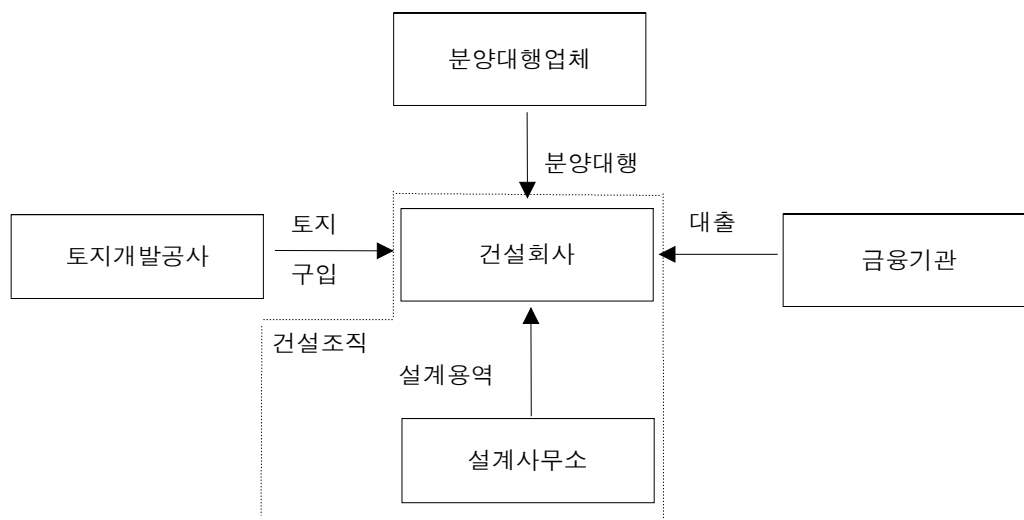 분양대행업체
분양대행
토지개발공사
토지
구입
건설회사
대출
금융기관
건설조직
설계용역
설계사무소